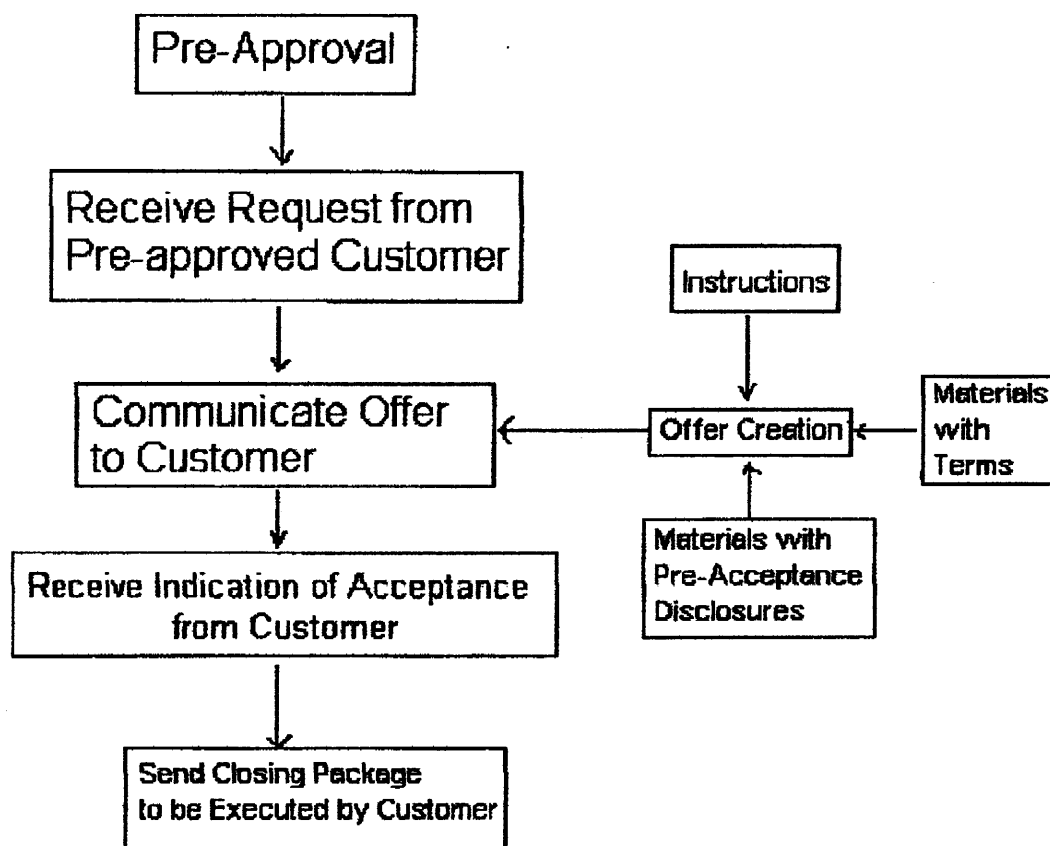 Pre-Approval
Receive Request from
Pre-approved Customer
Instructions
Communicate Offer
to Customer
Offer Creation
Materials
with
Terms
Materials with
Pre-Acceptance
Disclosures
Receive Indication of Acceptance
from Customer
Send Closing Package
to be Executed by Customer